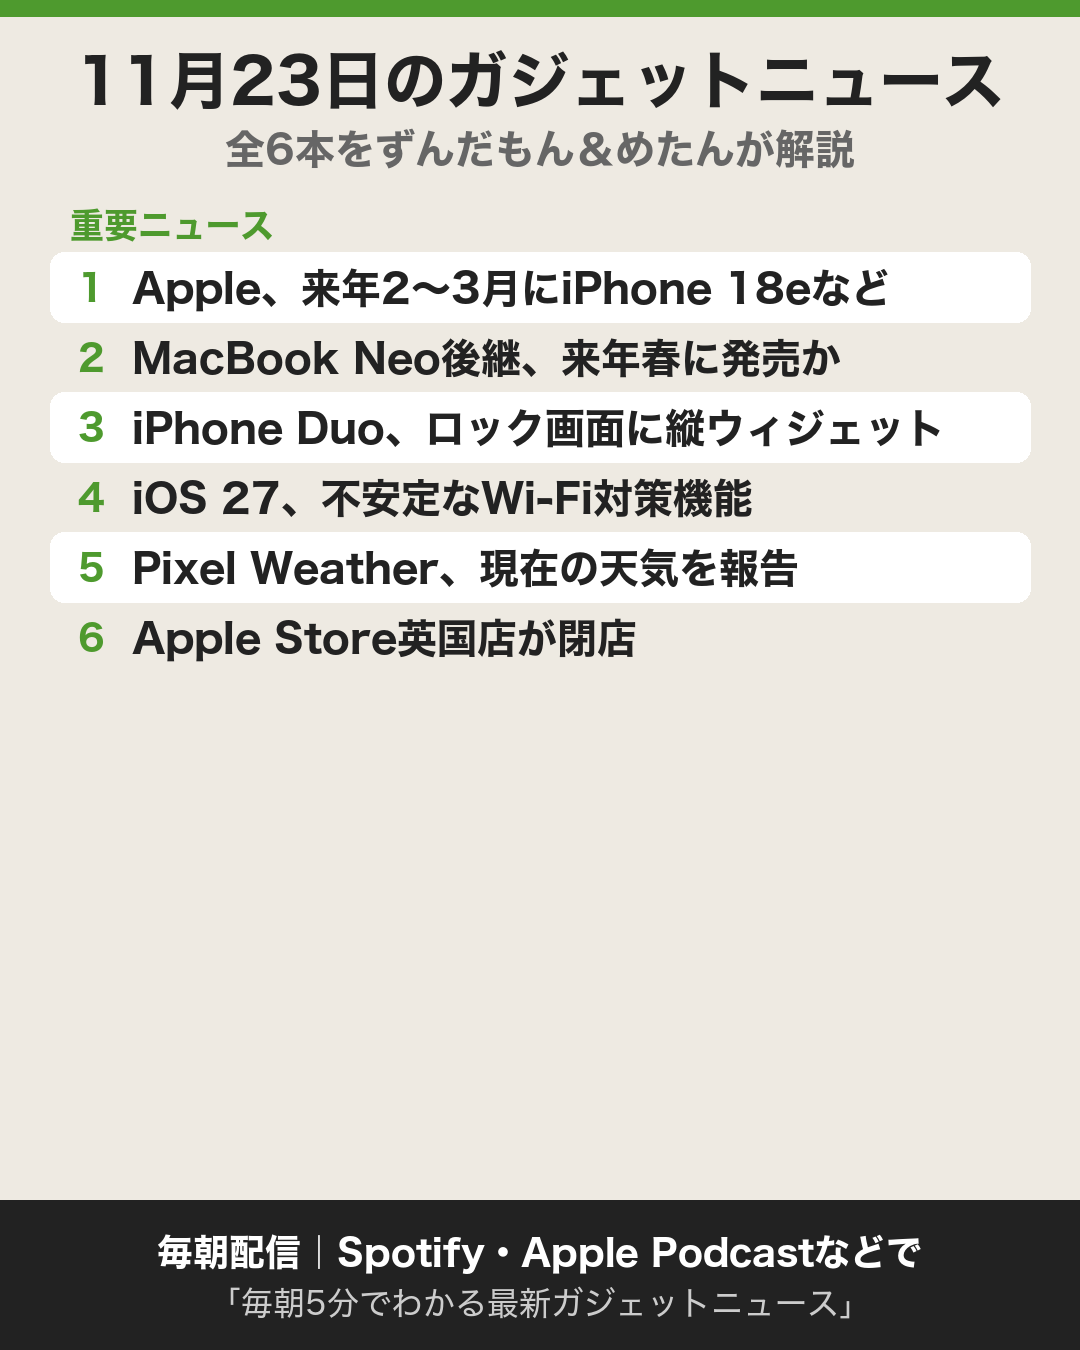 11月23日のガジェットニュース
全6本をずんだもん＆めたんが解説
重要ニュース
1 Apple、来年2〜3月にiPhone 18eなど
2 MacBook Neo後継、来年春に発売か
3 iPhone Duo、ロック画面に縦ウィジェット
4 iOS 27、不安定なWi-Fi対策機能
5 Pixel Weather、現在の天気を報告
6 Apple Store英国店が閉店
毎朝配信｜Spotify・Apple Podcastなどで
「毎朝5分でわかる最新ガジェットニュース」